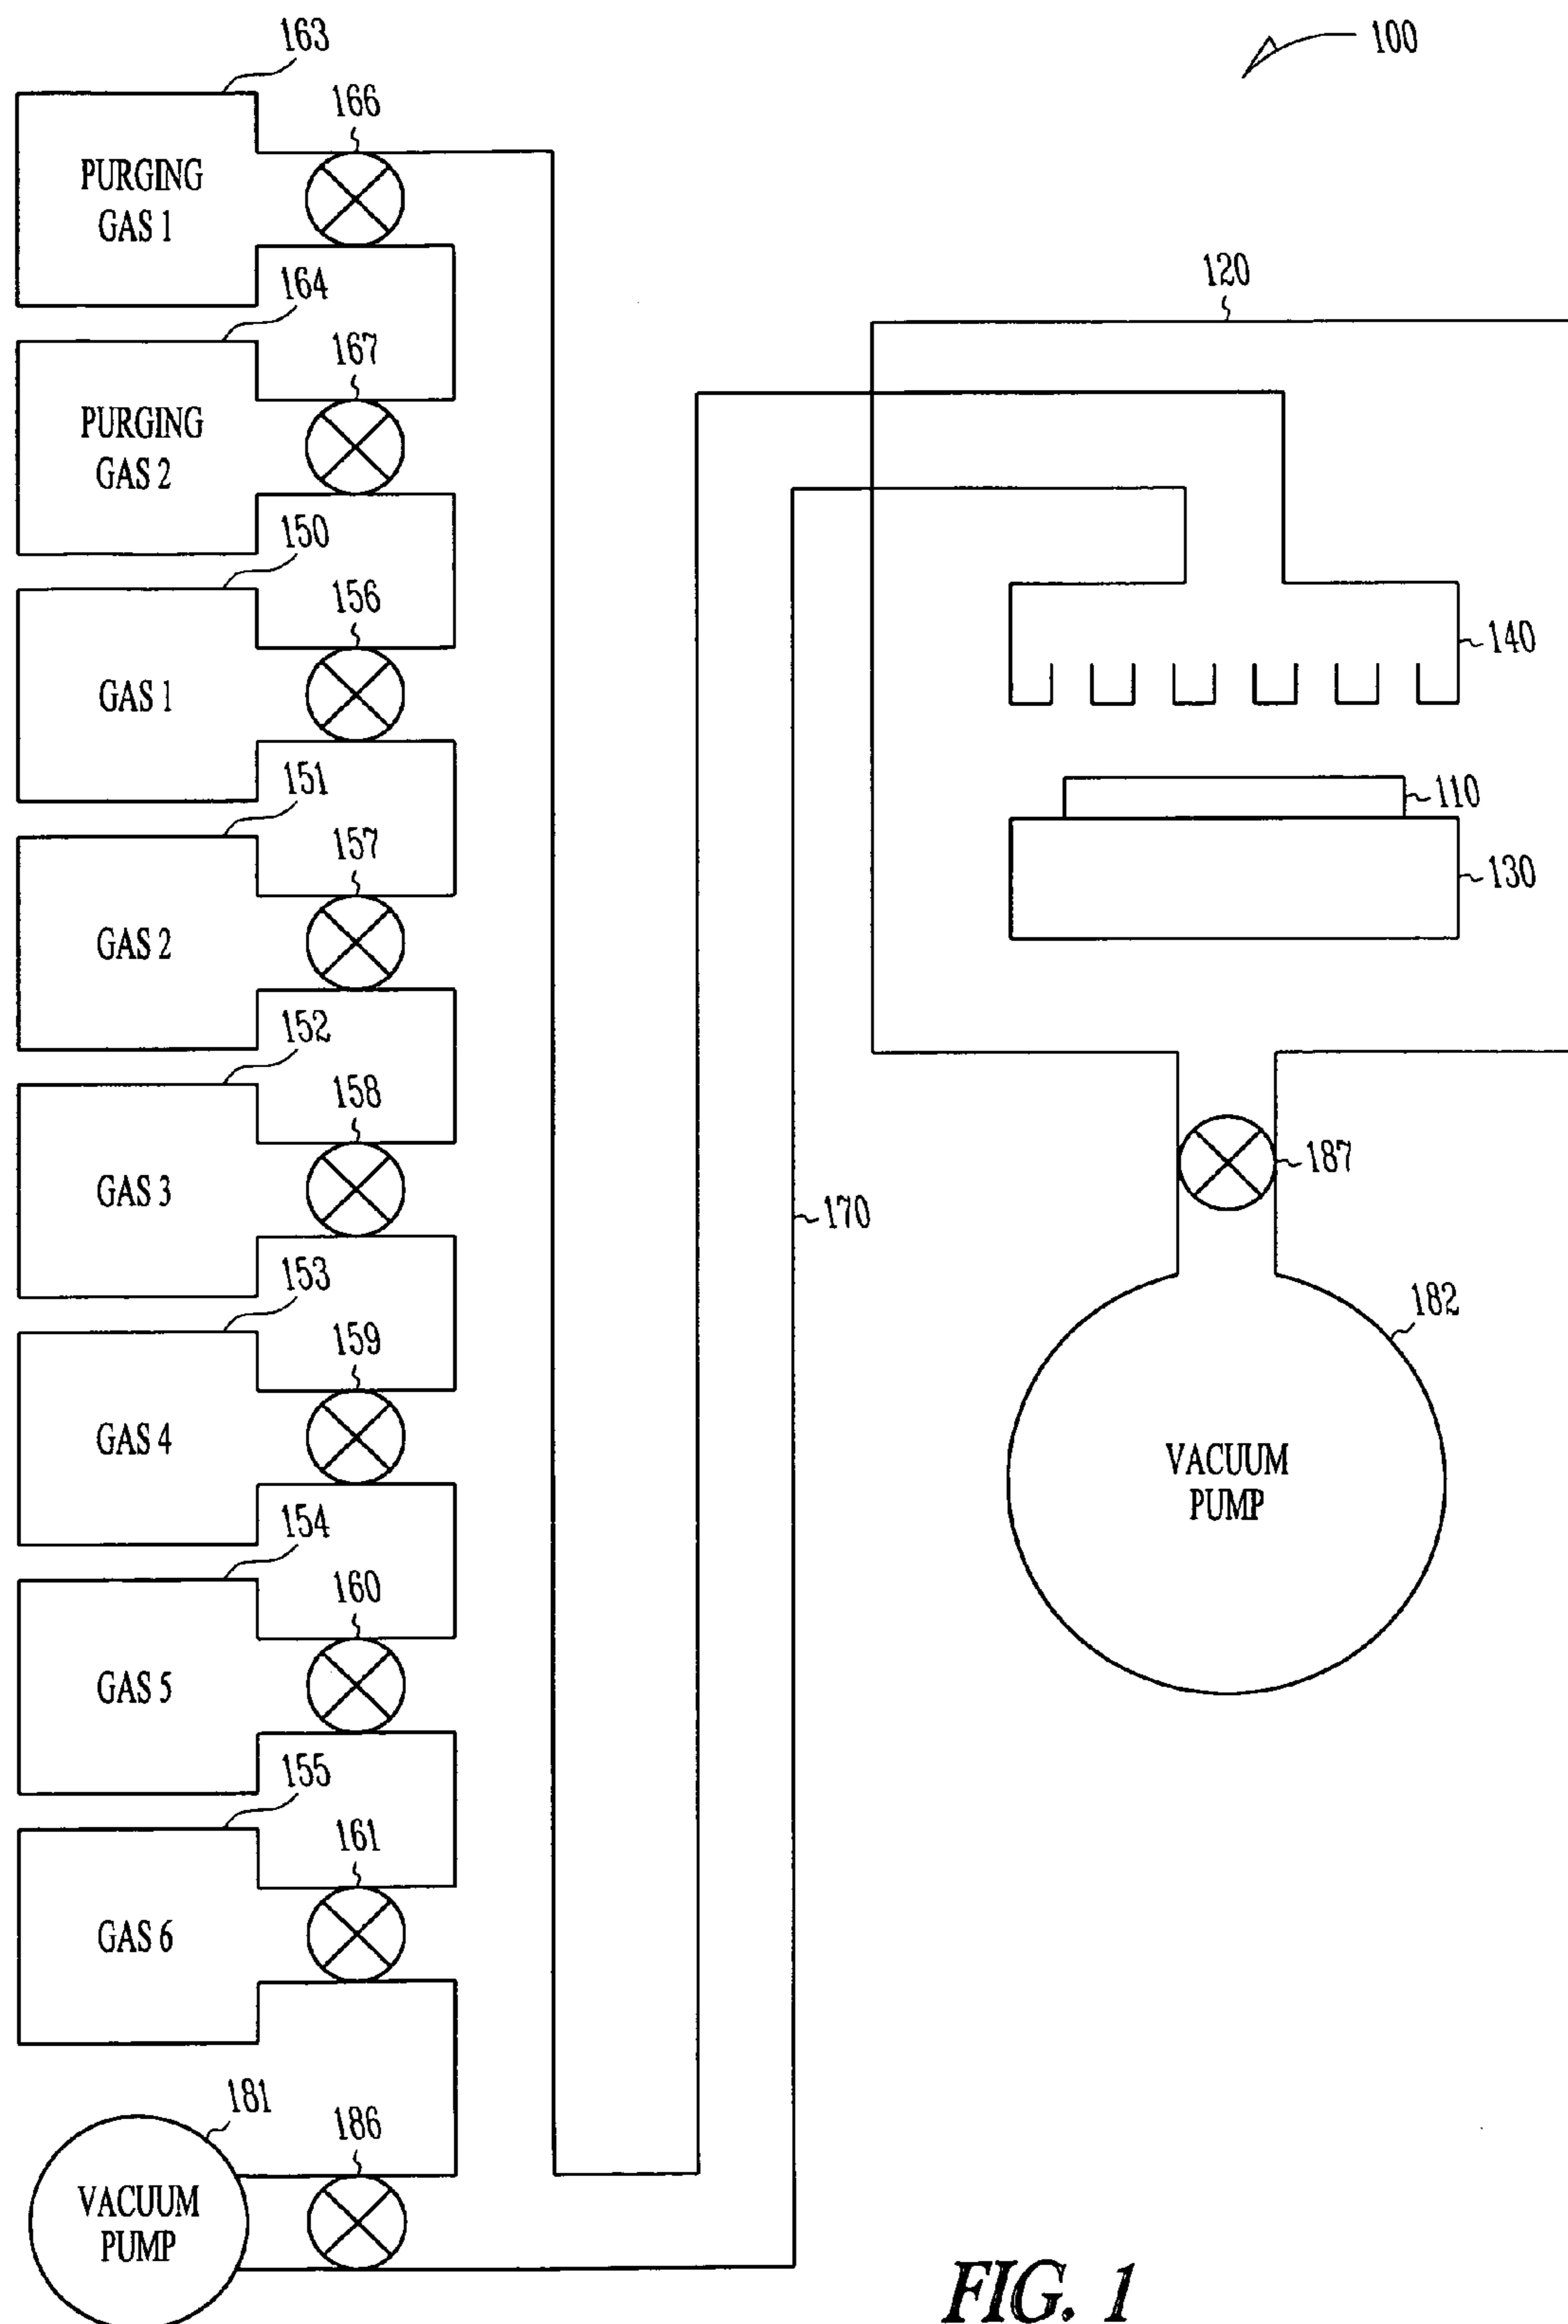 163
100
166
PURGING
GAS 1
164
120
167
PURGING
GAS 2
150
156
140
GAS 1
151
110
157
130
GAS 2
152
158
187
GAS 3
170
153
182
159
GAS 4
VACUUM
PUMP
154
160
GAS 5
155
161
GAS 6
181
186
VACUUM
PUMP
FIG. 1